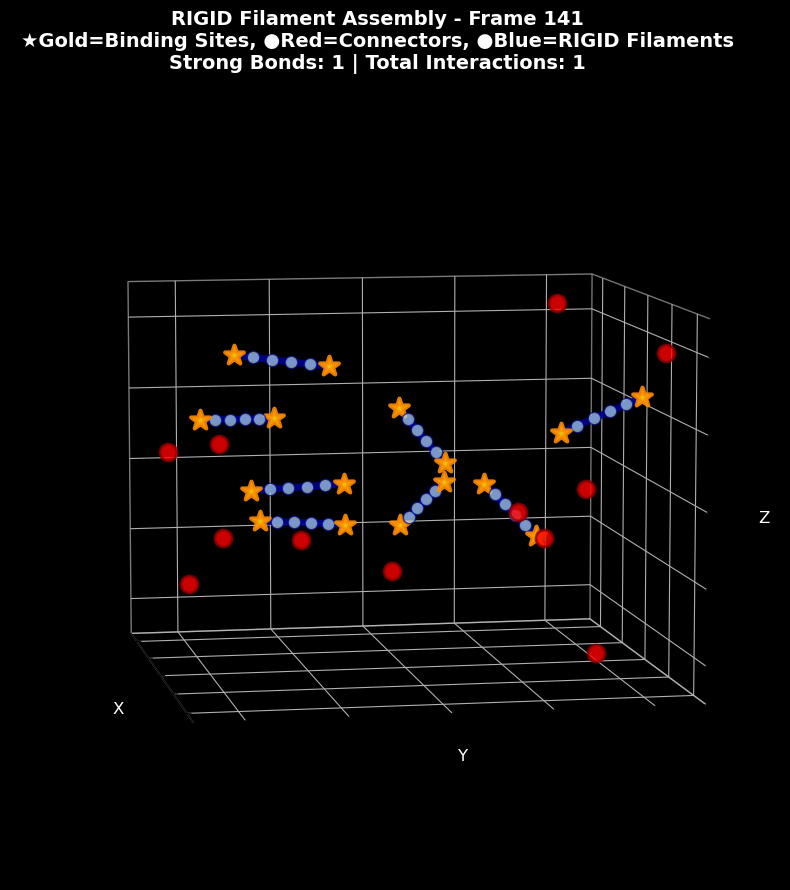 RIGID Filament Assembly - Frame 141
★Gold=Binding Sites, ●Red=Connectors, ●Blue=RIGID Filaments
Strong Bonds: 1 | Total Interactions: 1
Z
X
Y